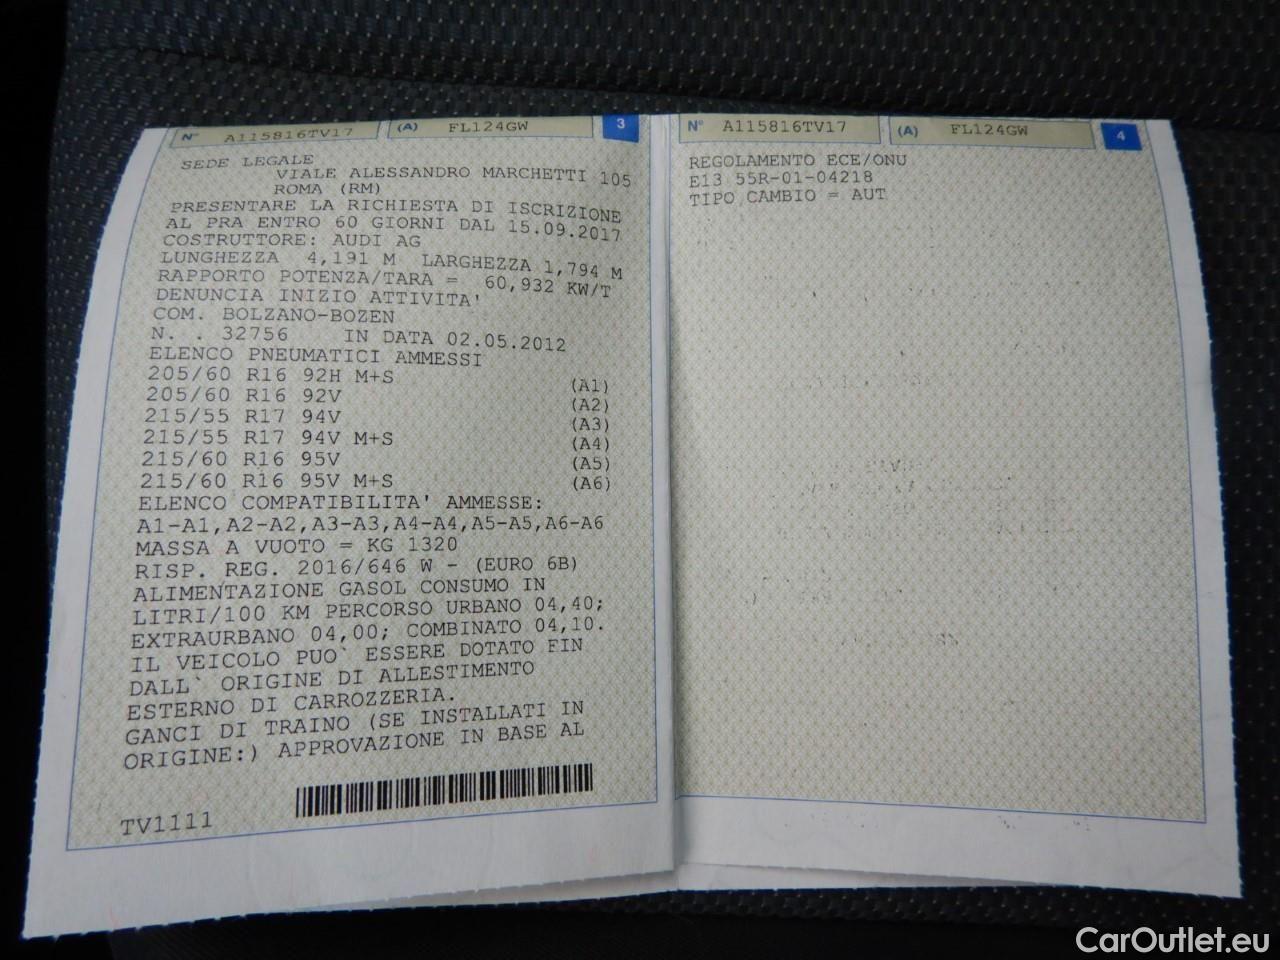 N° A115816TV17 (A) FL124GW 3
SEDE LEGALE
VIALE ALESSANDRO MARCHETTI 105
ROMA (RM)
PRESENTARE LA RICHIESTA DI ISCRIZIONE
AL PRA ENTRO 60 GIORNI DAL 15.09.2017
COSTRUTTORE: AUDI AG
LUNGHEZZA 4,191 M LARGHEZZA 1,794 M
RAPPORTO POTENZA/TARA = 60,932 KW/T
DENUNCIA INIZIO ATTIVITA'
COM. BOLZANO-BOZEN
N. . 32756 IN DATA 02.05.2012
ELENCO PNEUMATICI AMMESSI
205/60 R16 92H M+S (A1)
205/60 R16 92V (A2)
215/55 R17 94V (A3)
215/55 R17 94V M+S (A4)
215/60 R16 95V (A5)
215/60 R16 95V M+S (A6)
ELENCO COMPATIBILITA' AMMESSE:
A1-A1,A2-A2,A3-A3,A4-A4,A5-A5,A6-A6
MASSA A VUOTO = KG 1320
RISP. REG. 2016/646 W - (EURO 6B)
ALIMENTAZIONE GASOL CONSUMO IN
LITRI/100 KM PERCORSO URBANO 04,40;
EXTRAURBANO 04,00; COMBINATO 04,10.
IL VEICOLO PUO` ESSERE DOTATO FIN
DALL` ORIGINE DI ALLESTIMENTO
ESTERNO DI CARROZZERIA.
GANCI DI TRAINO (SE INSTALLATI IN
ORIGINE:) APPROVAZIONE IN BASE AL
TV1111
N° A115816TV17 (A) FL124GW 4
REGOLAMENTO ECE/ONU
E13 55R-01-04218
TIPO CAMBIO = AUT
CarOutlet.eu